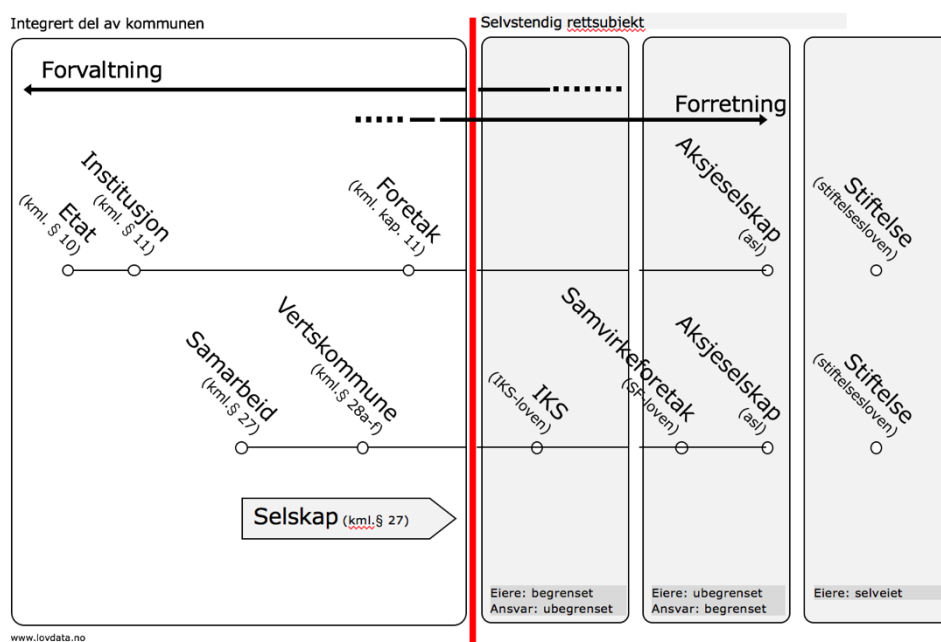 Integrert del av kommunen
Selvstendig rettsubjekt
Forvaltning
Forretning
Etat
(kml. § 10)
Institusjon
(kml. § 11)
Foretak
(kml. kap. 11)
Aksjeselskap
(asl)
Stiftelse
(stiftelsesloven)
Samarbeid
(kml.§ 27)
Vertskommune
(kml.§ 28a-f)
IKS
(IKS-loven)
Samvirkeforetak
(SF-loven)
Aksjeselskap
(asl)
Stiftelse
(stiftelsesloven)
Selskap (kml.§ 27)
Eiere: begrenset
Ansvar: ubegrenset
Eiere: ubegrenset
Ansvar: begrenset
Eiere: selveiet
www.lovdata.no